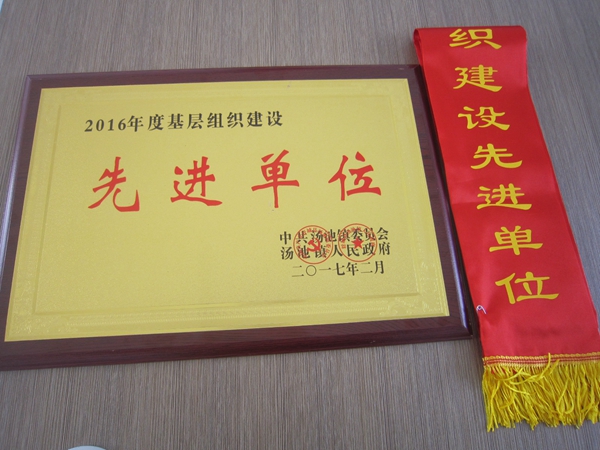 2016年度基层组织建设
先进单位
中共汤池镇委员会
汤池镇人民政府
二〇一七年二月
织建设先进单位